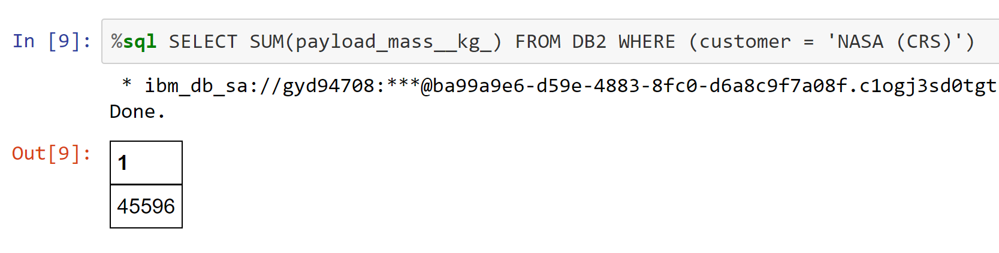 In [9]: %sql SELECT SUM(payload_mass__kg_) FROM DB2 WHERE (customer = 'NASA (CRS)')
* ibm_db_sa://gyd94708:***@ba99a9e6-d59e-4883-8fc0-d6a8c9f7a08f.c1ogj3sd0tgt
Done.
Out[9]:
1
45596